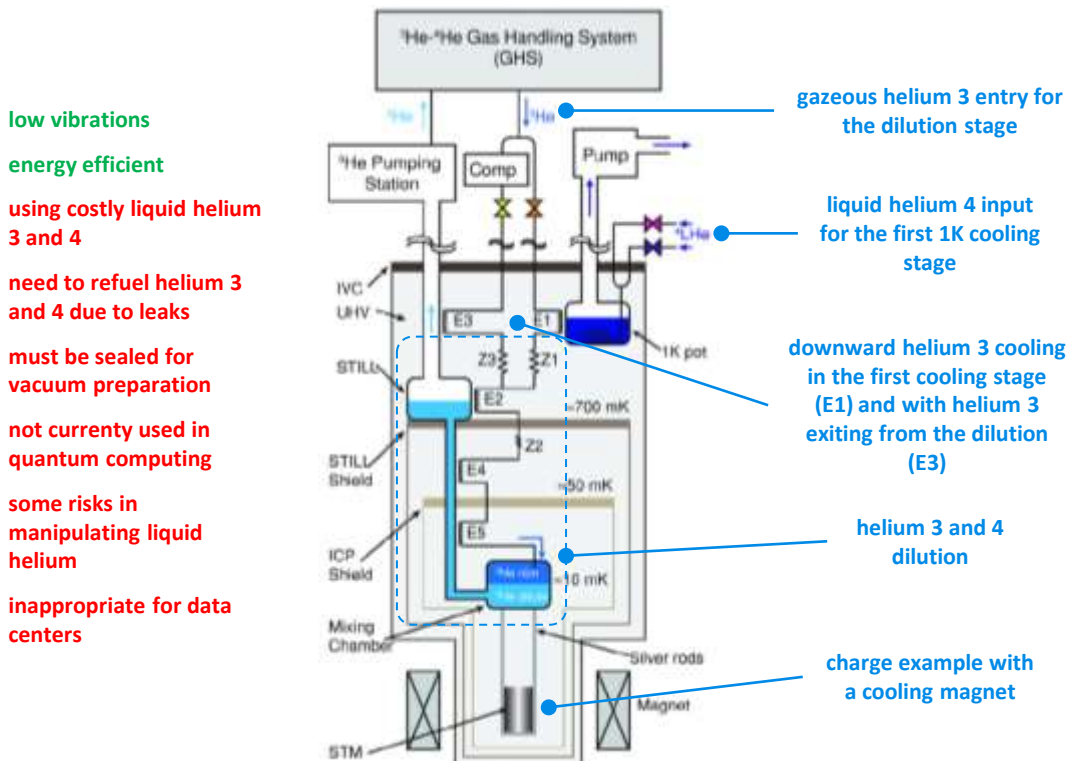 ³He-⁴He Gas Handling System
(GHS)
low vibrations
energy efficient
using costly liquid helium
3 and 4
need to refuel helium 3
and 4 due to leaks
must be sealed for
vacuum preparation
not currenty used in
quantum computing
some risks in
manipulating liquid
helium
inappropriate for data
centers
³He
³He
³He Pumping
Station
Comp
Pump
⁴LHe
IVC
UHV
E3
E1
1K pot
Z3
Z1
STILL
E2
≈700 mK
Z2
STILL
Shield
E4
≈50 mK
E5
ICP
Shield
³He rich
≈10 mK
Mixing
Chamber
Silver rods
Magnet
STM
gazeous helium 3 entry for
the dilution stage
liquid helium 4 input
for the first 1K cooling
stage
downward helium 3 cooling
in the first cooling stage
(E1) and with helium 3
exiting from the dilution
(E3)
helium 3 and 4
dilution
charge example with
a cooling magnet